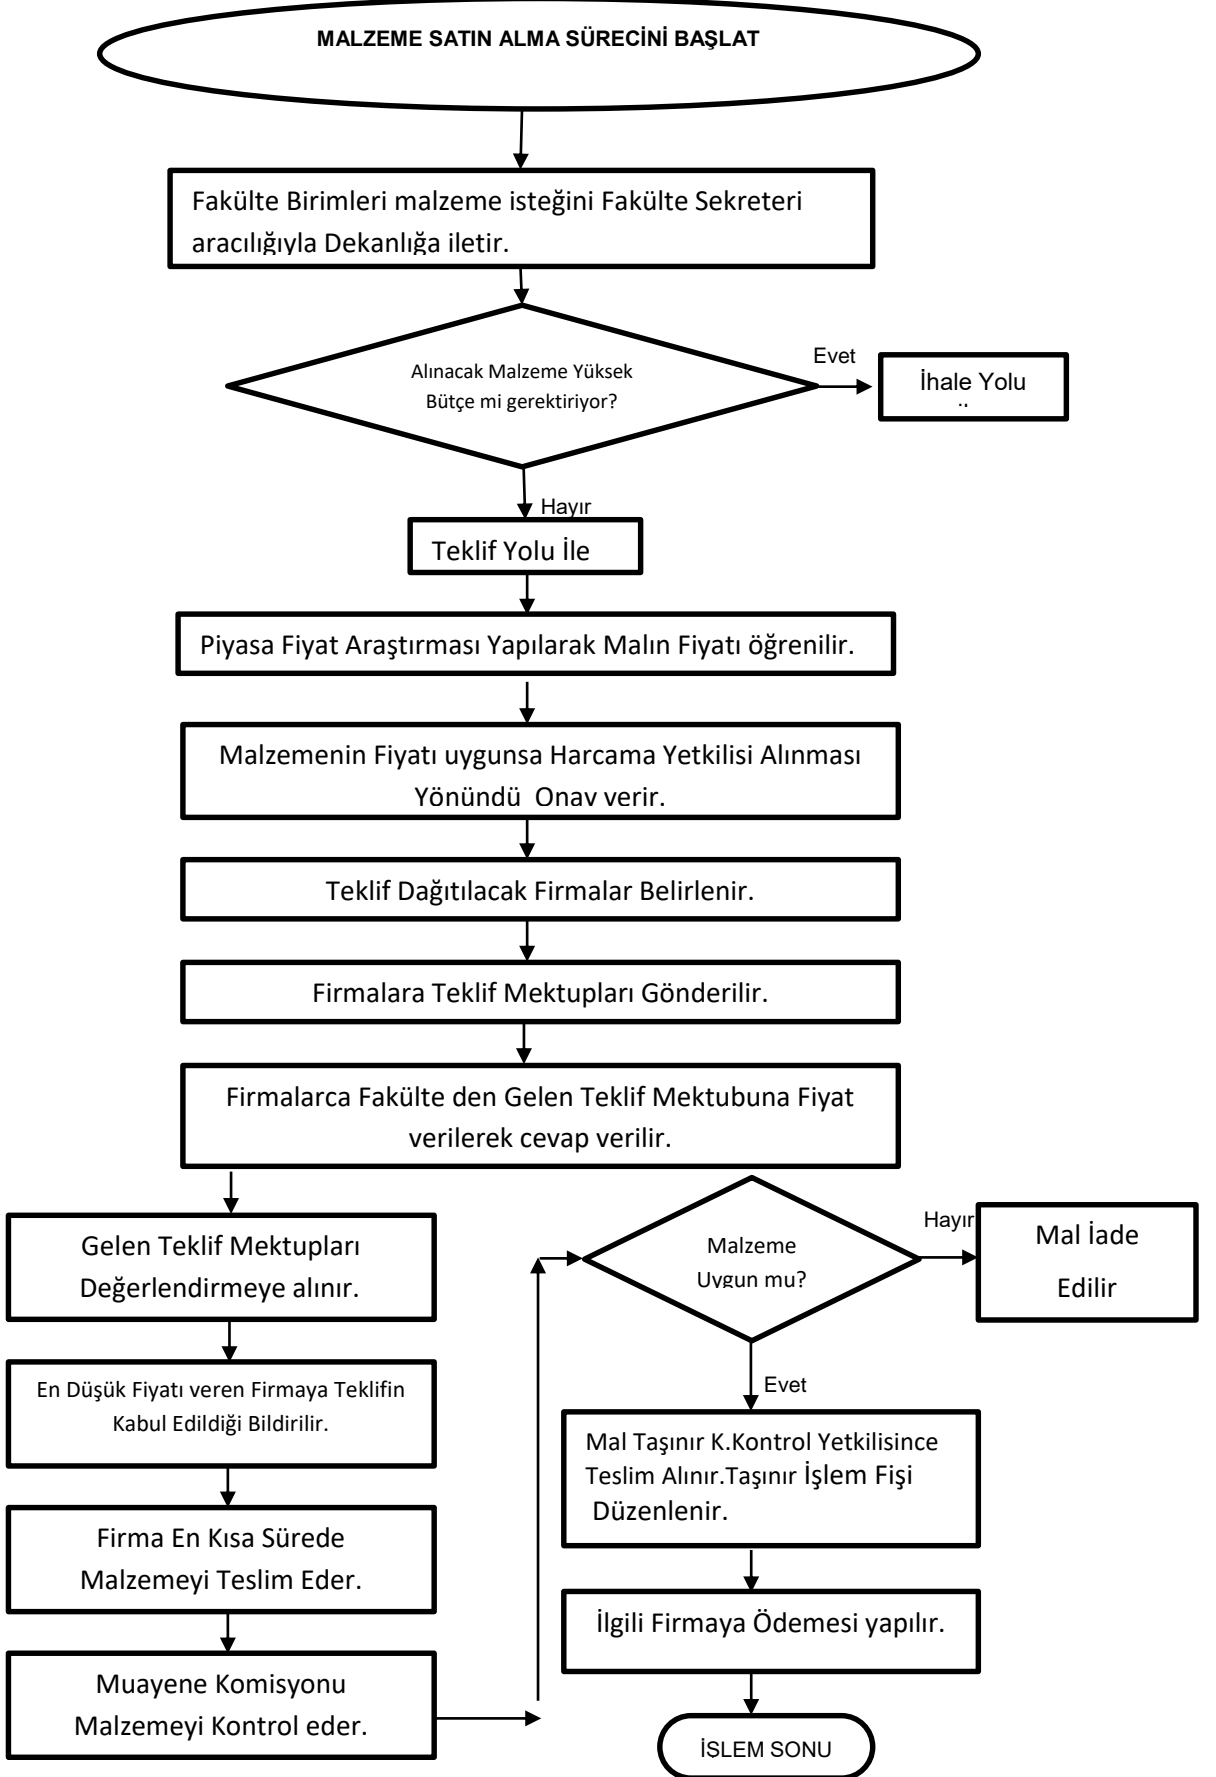 MALZEME SATIN ALMA SÜRECİNİ BAŞLAT
Fakülte Birimleri malzeme isteğini Fakülte Sekreteri
aracılığıyla Dekanlığa iletir.
Alınacak Malzeme Yüksek
Bütçe mi gerektiriyor?
Evet
İhale Yolu
Hayır
Teklif Yolu İle
Piyasa Fiyat Araştırması Yapılarak Malın Fiyatı öğrenilir.
Malzemenin Fiyatı uygunsa Harcama Yetkilisi Alınması
Yönündü Onay verir.
Teklif Dağıtılacak Firmalar Belirlenir.
Firmalara Teklif Mektupları Gönderilir.
Firmalarca Fakülte den Gelen Teklif Mektubuna Fiyat
verilerek cevap verilir.
Gelen Teklif Mektupları
Değerlendirmeye alınır.
En Düşük Fiyatı veren Firmaya Teklifin
Kabul Edildiği Bildirilir.
Firma En Kısa Sürede
Malzemeyi Teslim Eder.
Muayene Komisyonu
Malzemeyi Kontrol eder.
Malzeme
Uygun mu?
Hayır
Mal İade
Edilir
Evet
Mal Taşınır K.Kontrol Yetkilisince
Teslim Alınır.Taşınır İşlem Fişi
Düzenlenir.
İlgili Firmaya Ödemesi yapılır.
İŞLEM SONU